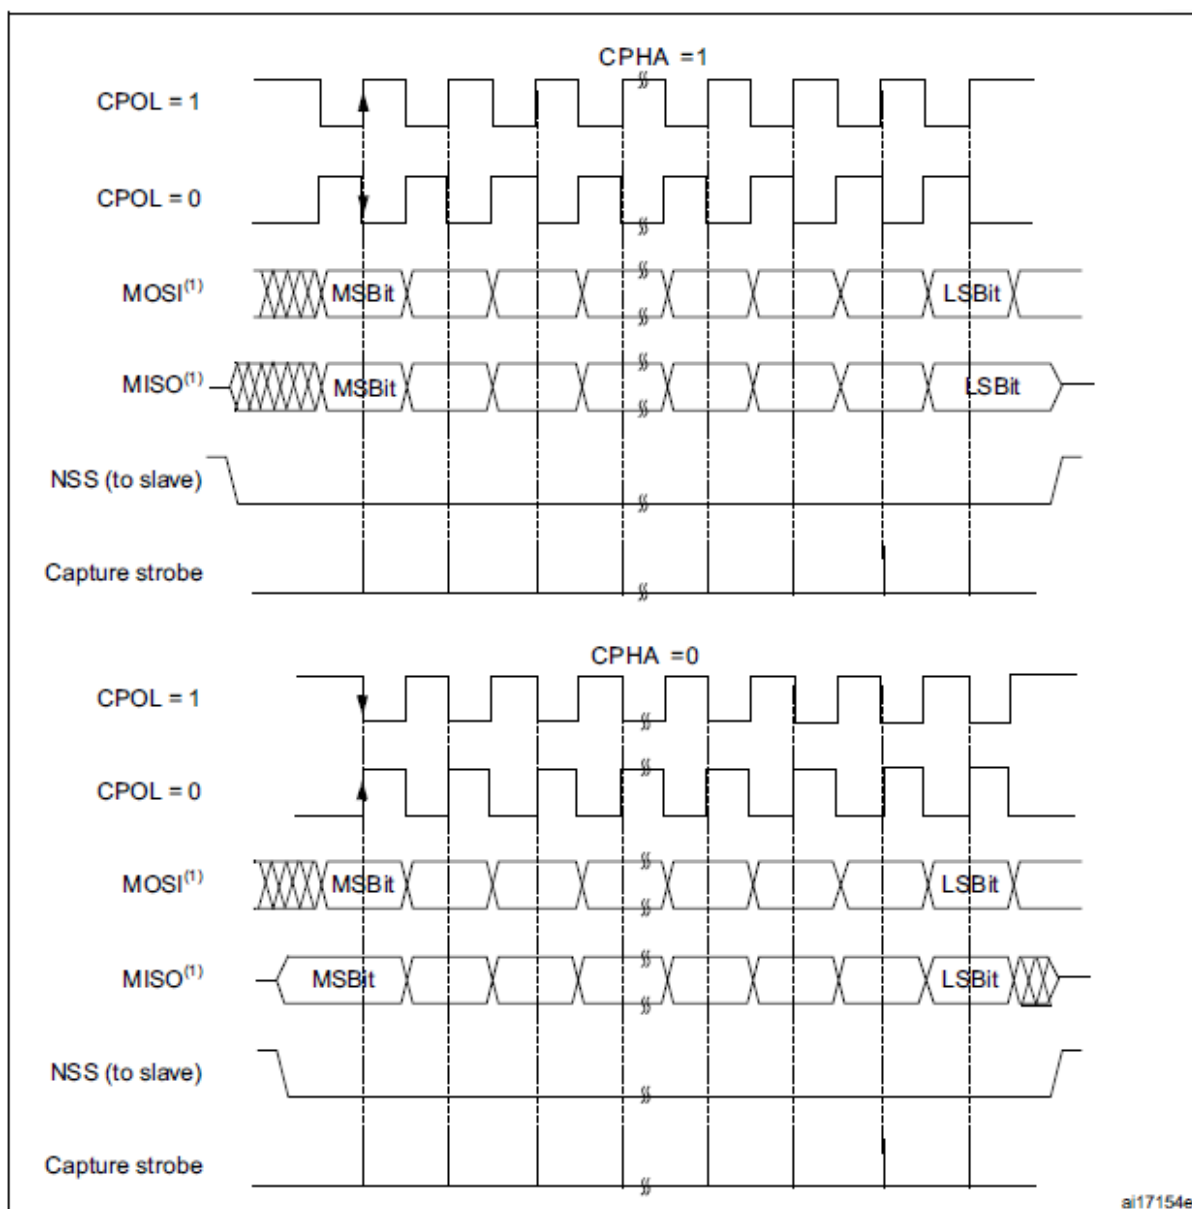 CPHA =1
CPOL = 1
CPOL = 0
MOSI(1) MSBit LSBit
MISO(1) MSBit LSBit
NSS (to slave)
Capture strobe
CPHA =0
CPOL = 1
CPOL = 0
MOSI(1) MSBit LSBit
MISO(1) MSBit LSBit
NSS (to slave)
Capture strobe
ai17154e